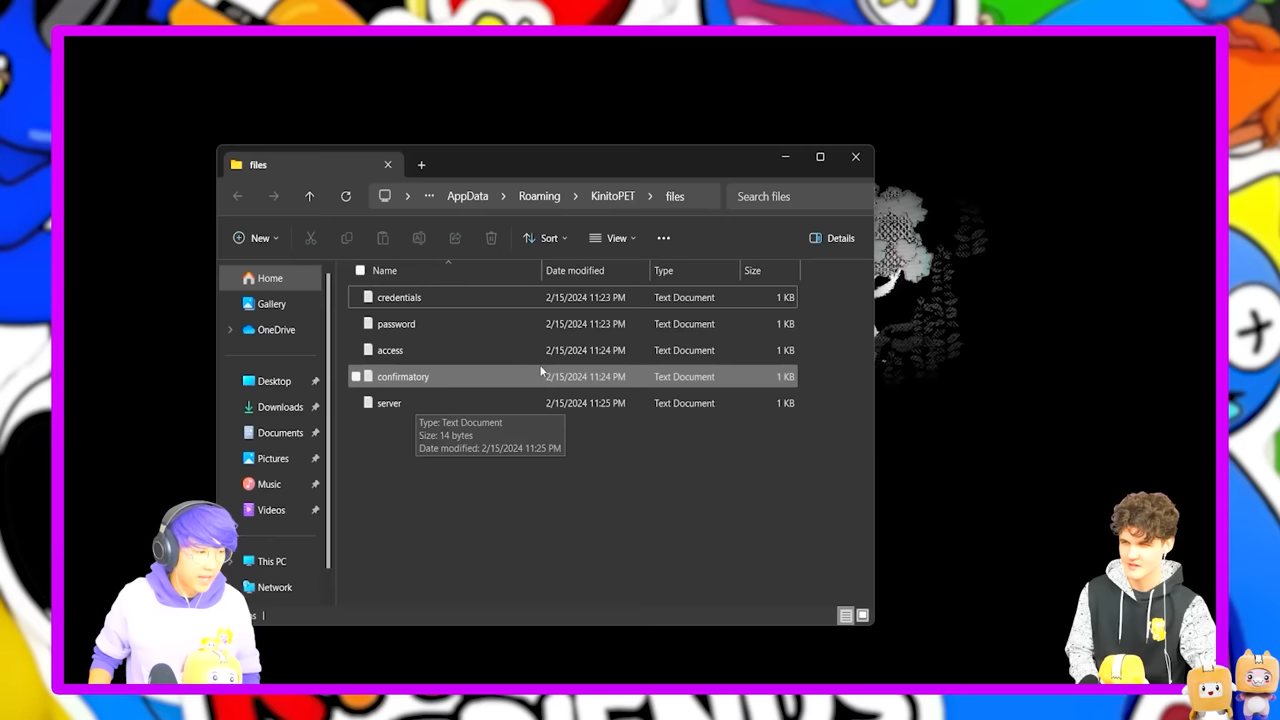 files
AppData
Roaming
KinitoPET
files
Search files
New
Sort
View
Details
Name
Date modified
Type
Size
Home
Gallery
OneDrive
Desktop
Downloads
Documents
Pictures
Music
Videos
This PC
Network
credentials 2/15/2024 11:23 PM Text Document 1 KB
password 2/15/2024 11:23 PM Text Document 1 KB
access 2/15/2024 11:24 PM Text Document 1 KB
confirmatory 2/15/2024 11:24 PM Text Document 1 KB
server 2/15/2024 11:25 PM Text Document 1 KB
Type: Text Document
Size: 14 bytes
Date modified: 2/15/2024 11:25 PM